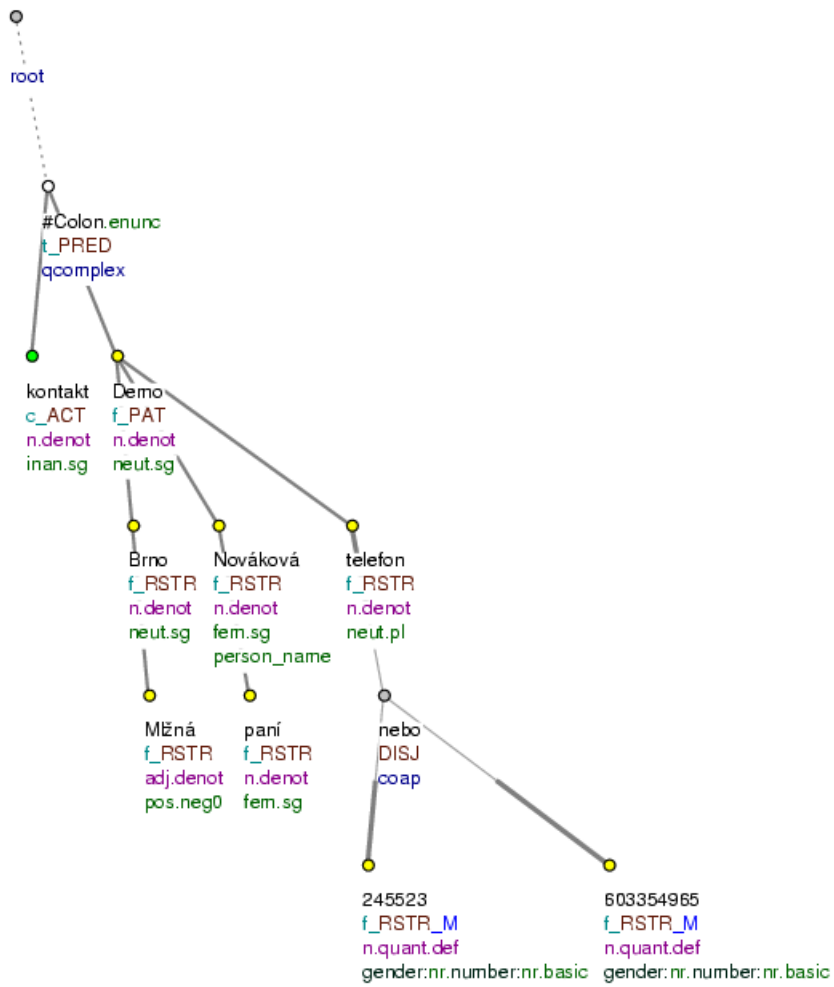 root
#Colon.enunc
t_PRED
qcomplex
kontakt
c_ACT
n.denot
inan.sg
Demo
f_PAT
n.denot
neut.sg
Brno
f_RSTR
n.denot
neut.sg
Nováková
f_RSTR
n.denot
fem.sg
person_name
telefon
f_RSTR
n.denot
neut.pl
Mlžná
f_RSTR
adj.denot
pos.neg0
paní
f_RSTR
n.denot
fem.sg
nebo
DISJ
coap
245523
f_RSTR_M
n.quant.def
gender:nr.number:nr.basic
603354965
f_RSTR_M
n.quant.def
gender:nr.number:nr.basic